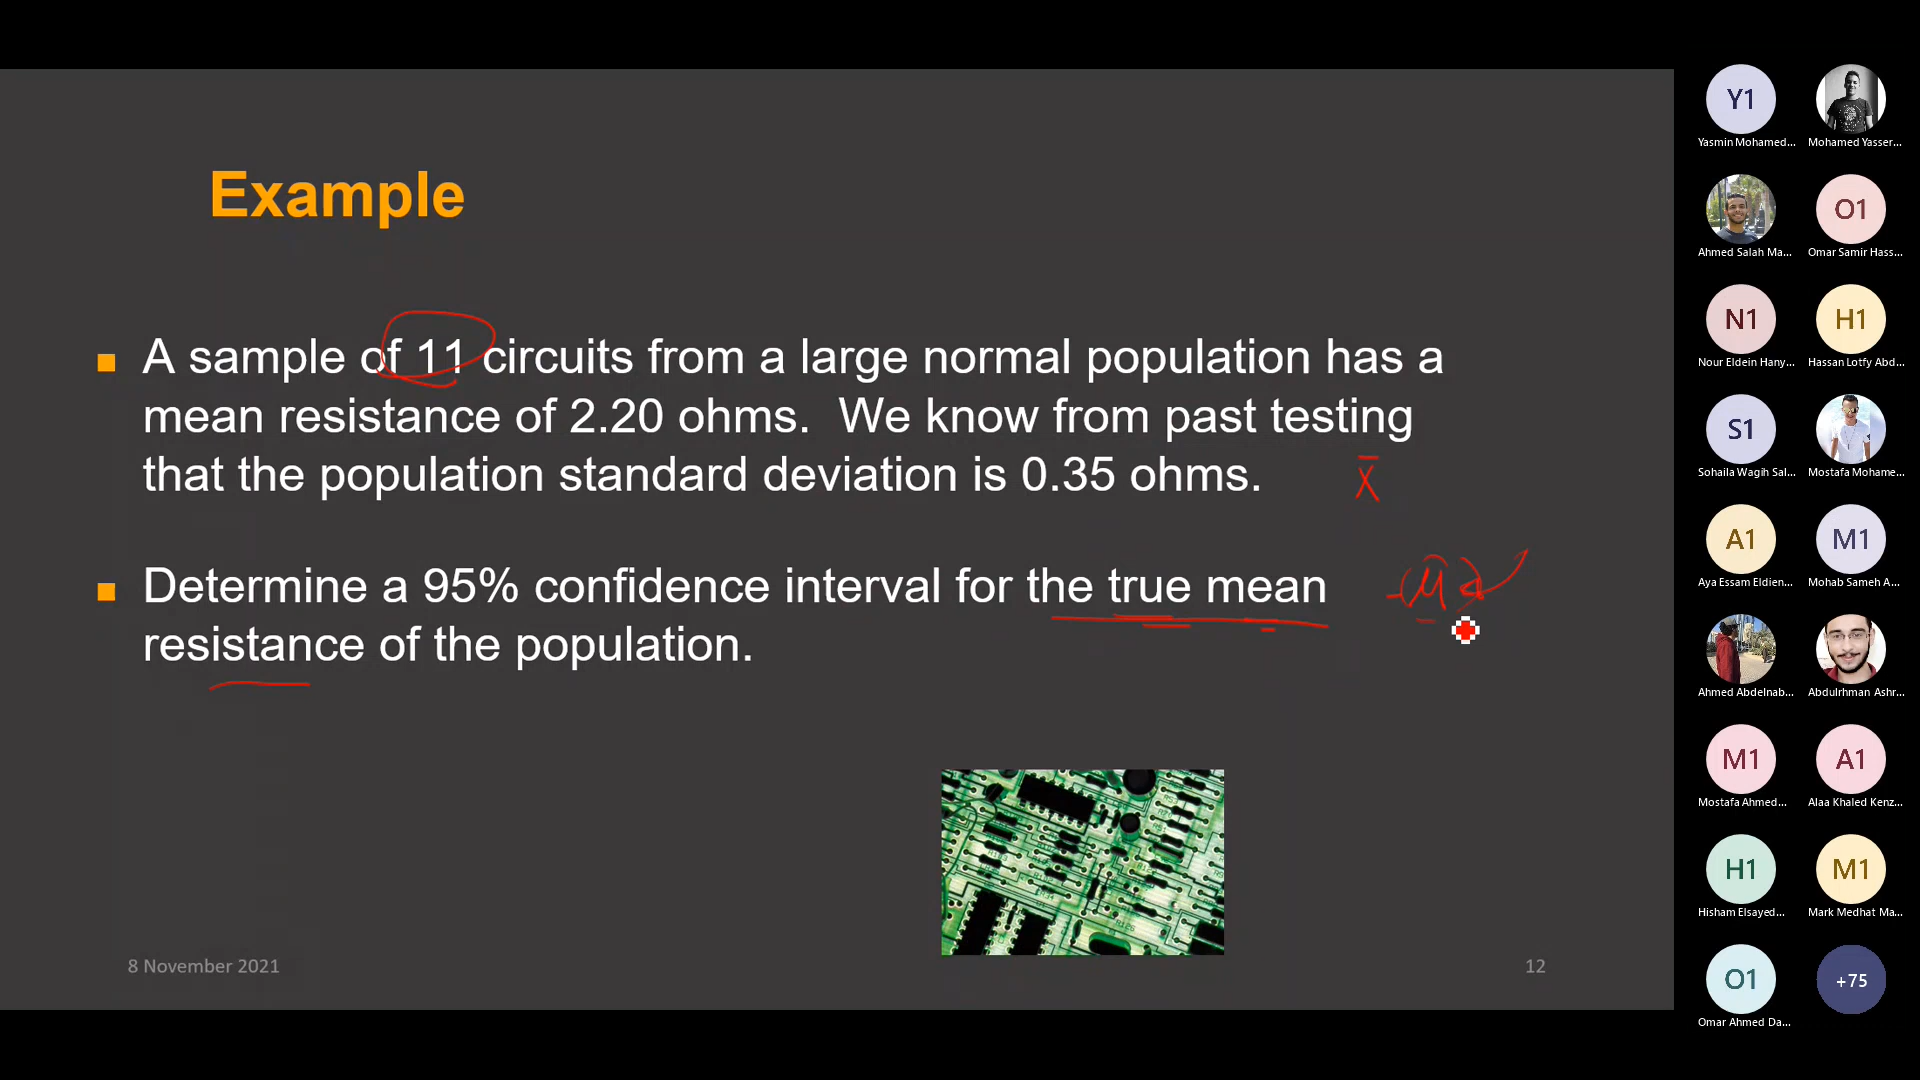 Example
A sample of 11 circuits from a large normal population has a
mean resistance of 2.20 ohms. We know from past testing
that the population standard deviation is 0.35 ohms.
x̄
Determine a 95% confidence interval for the true mean
μ
resistance of the population.
8 November 2021
12
Y1
Yasmin Mohamed...
Mohamed Yasser...
Ahmed Salah Ma...
O1
Omar Samir Hass...
N1
Nour Eldein Hany...
H1
Hassan Lotfy Abd...
S1
Sohaila Wagih Sal...
Mostafa Mohame...
A1
Aya Essam Eldien...
M1
Mohab Sameh A...
Ahmed Abdelnab...
Abdulrhman Ashr...
M1
Mostafa Ahmed...
A1
Alaa Khaled Kenz...
H1
Hisham Elsayed...
M1
Mark Medhat Ma...
O1
Omar Ahmed Da...
+75